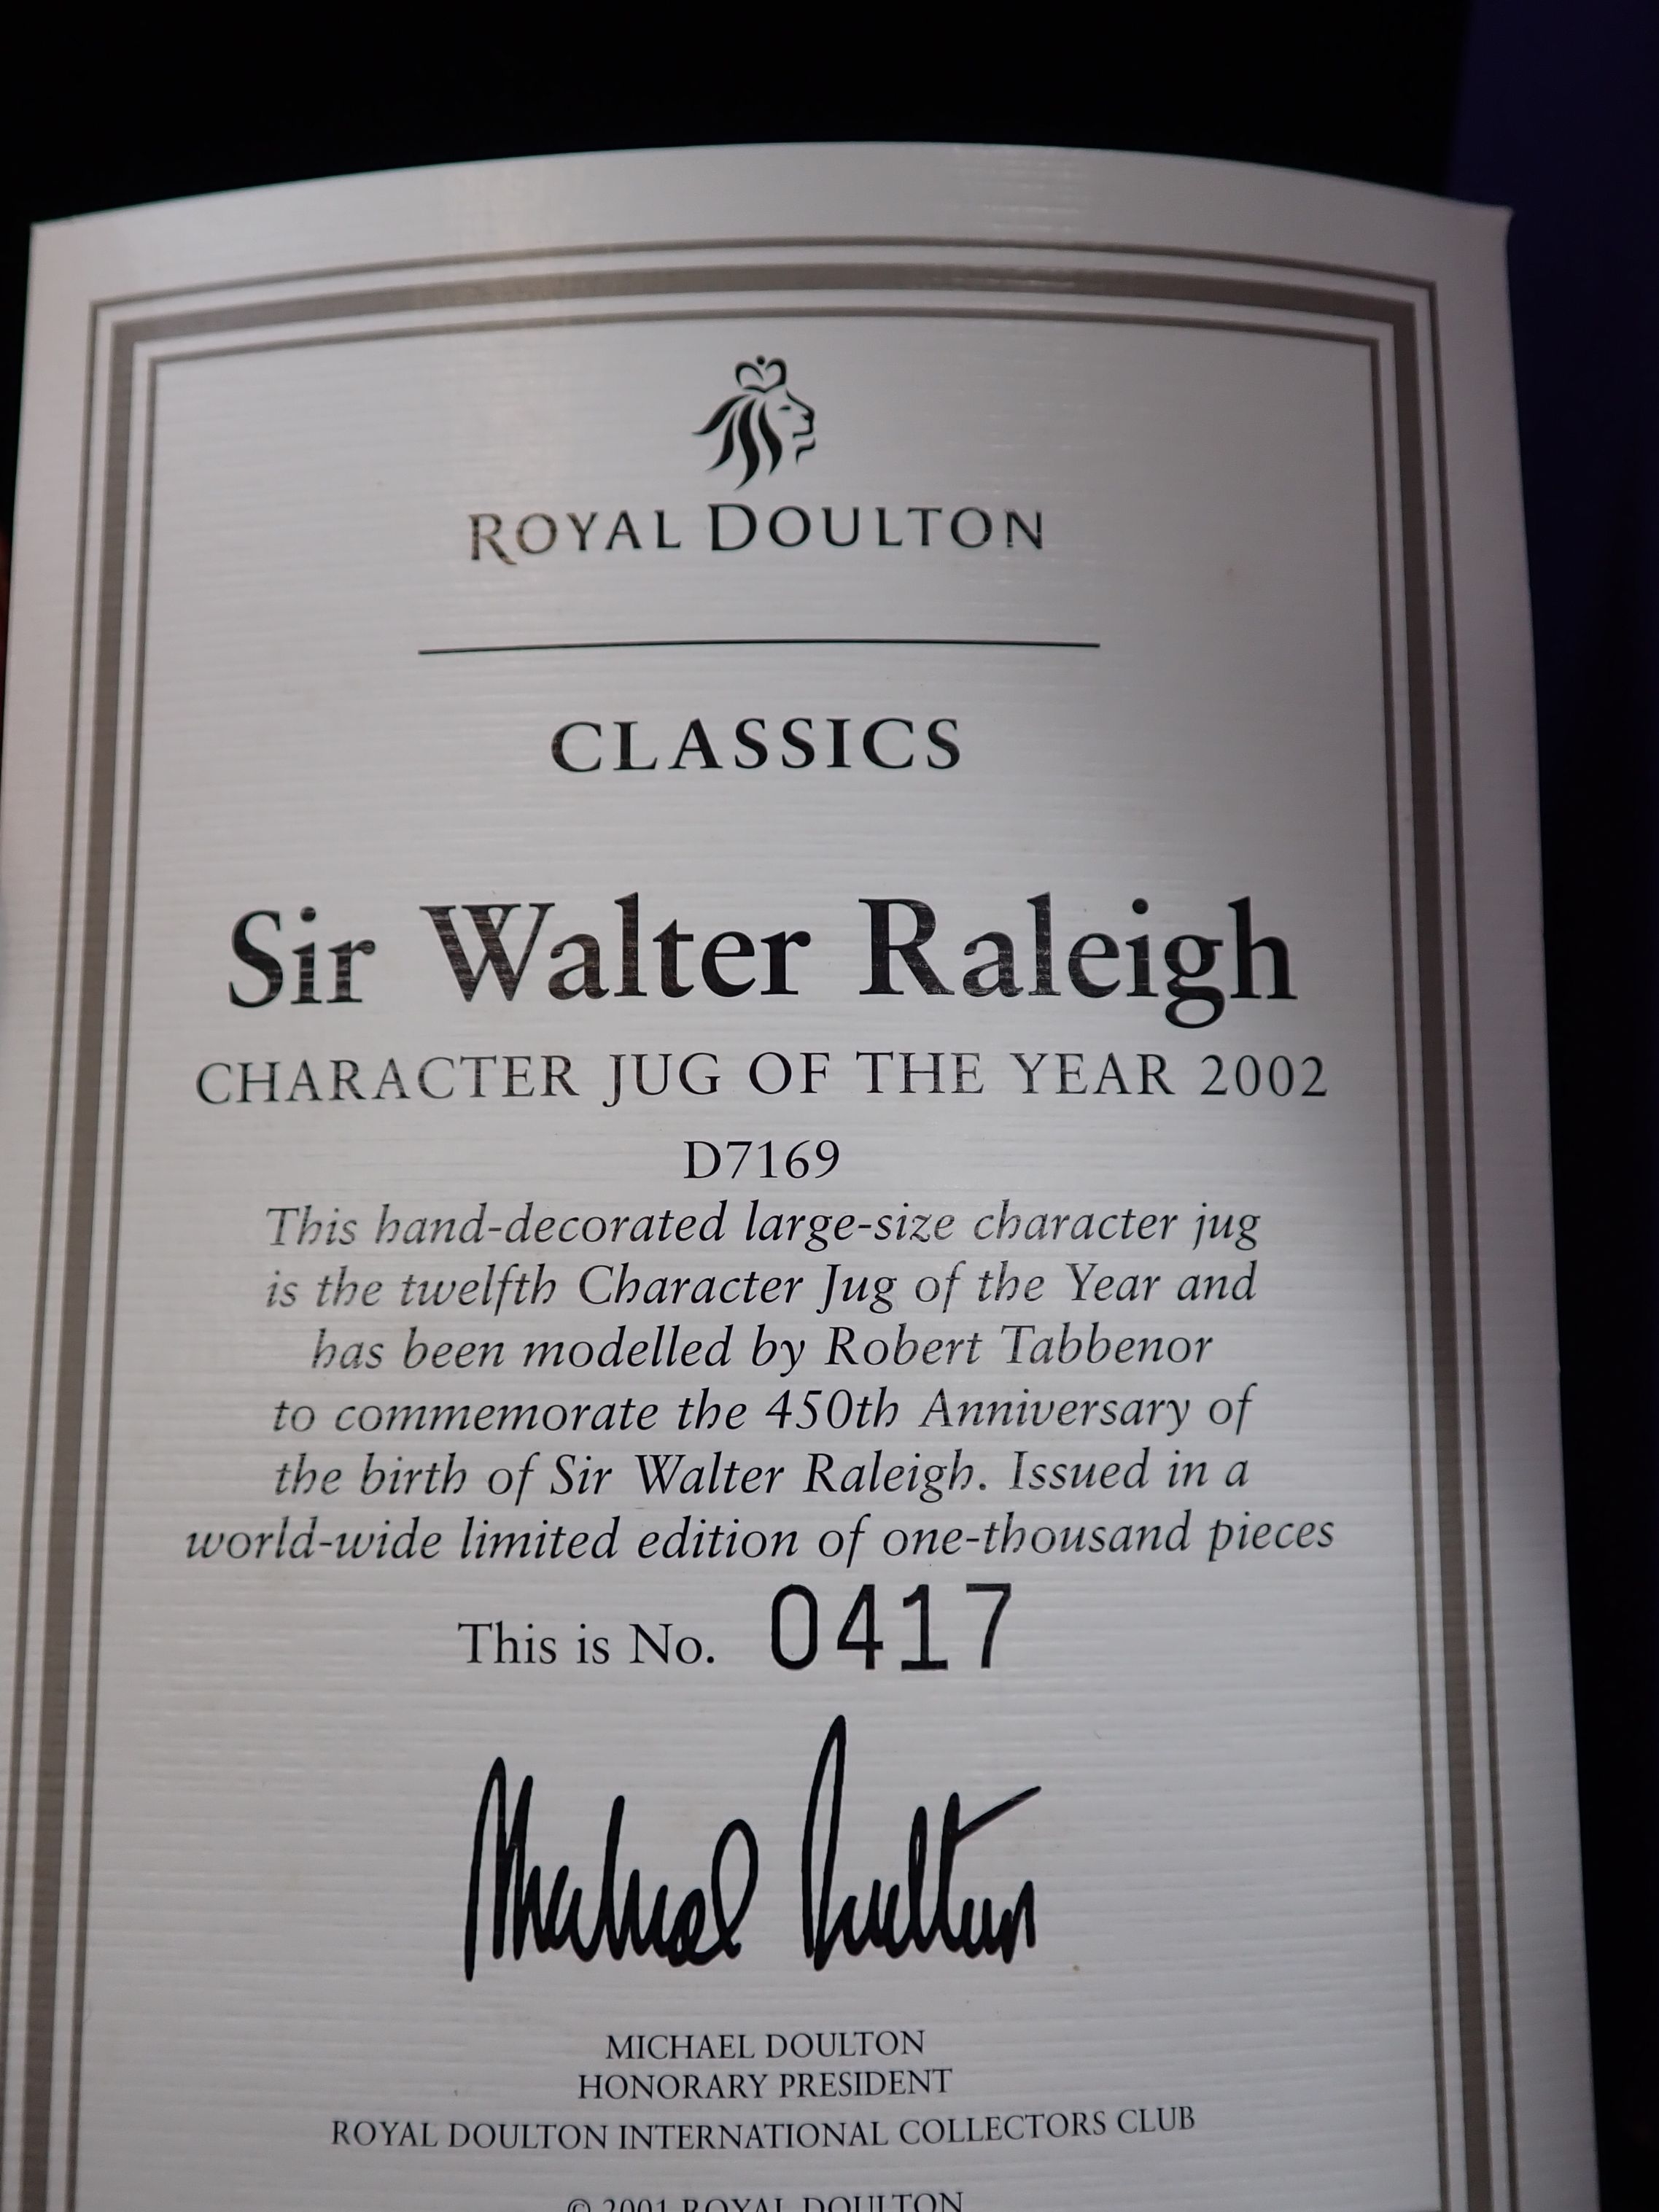 ROYAL DOULTON
CLASSICS
Sir Walter Raleigh
CHARACTER JUG OF THE YEAR 2002
D7169
This hand-decorated large-size character jug
is the twelfth Character Jug of the Year and
has been modelled by Robert Tabbenor
to commemorate the 450th Anniversary of
the birth of Sir Walter Raleigh. Issued in a
world-wide limited edition of one-thousand pieces
This is No. 0417
Michael Doulton
MICHAEL DOULTON
HONORARY PRESIDENT
ROYAL DOULTON INTERNATIONAL COLLECTORS CLUB
© 2001 ROYAL DOULTON